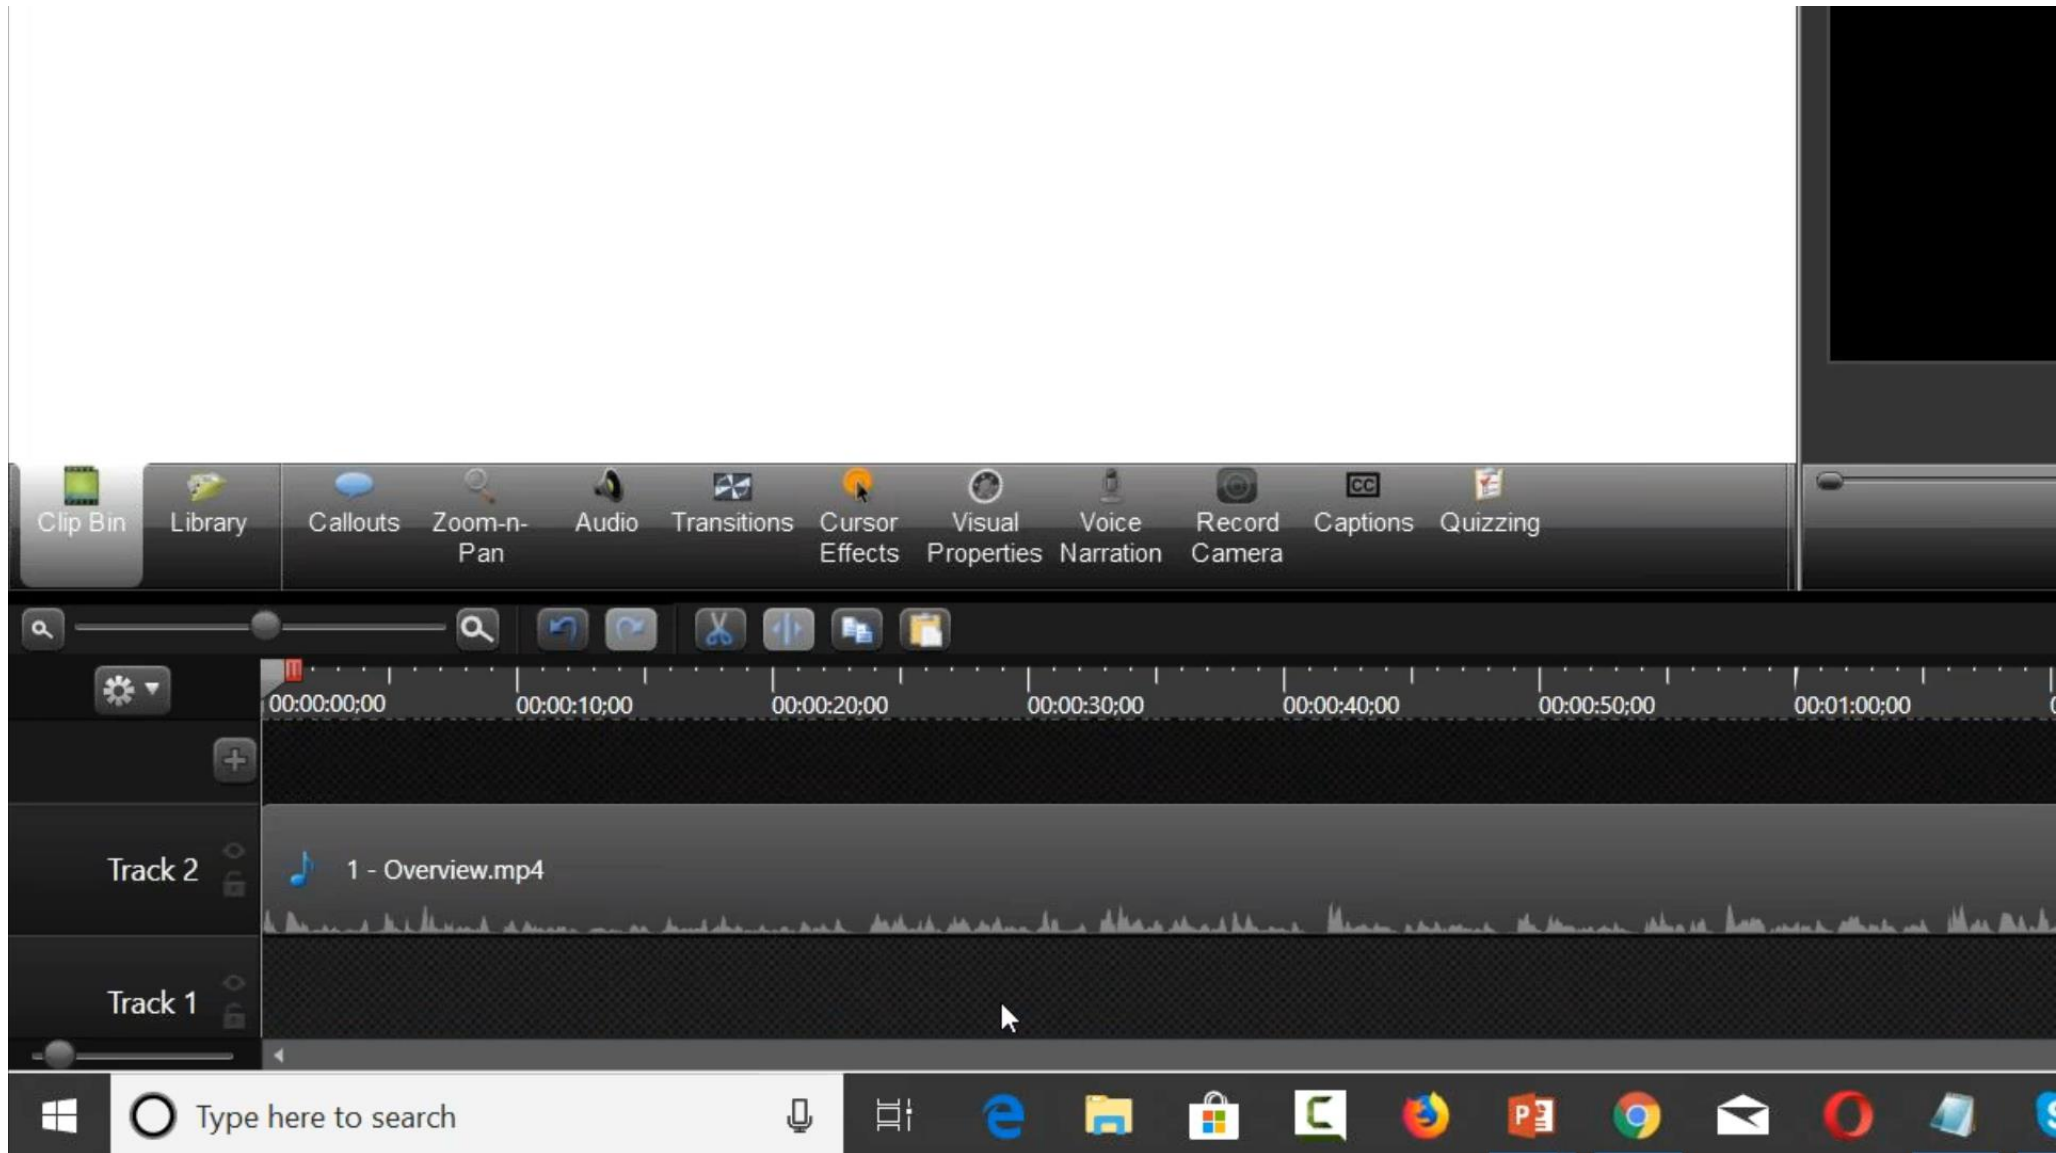 Clip Bin
Library
Callouts
Zoom-n-
Pan
Audio
Transitions
Cursor
Effects
Visual
Properties
Voice
Narration
Record
Camera
CC
Captions
Quizzing
00:00:00;00
00:00:10;00
00:00:20;00
00:00:30;00
00:00:40;00
00:00:50;00
00:01:00;00
Track 2
1 - Overview.mp4
Track 1
Type here to search